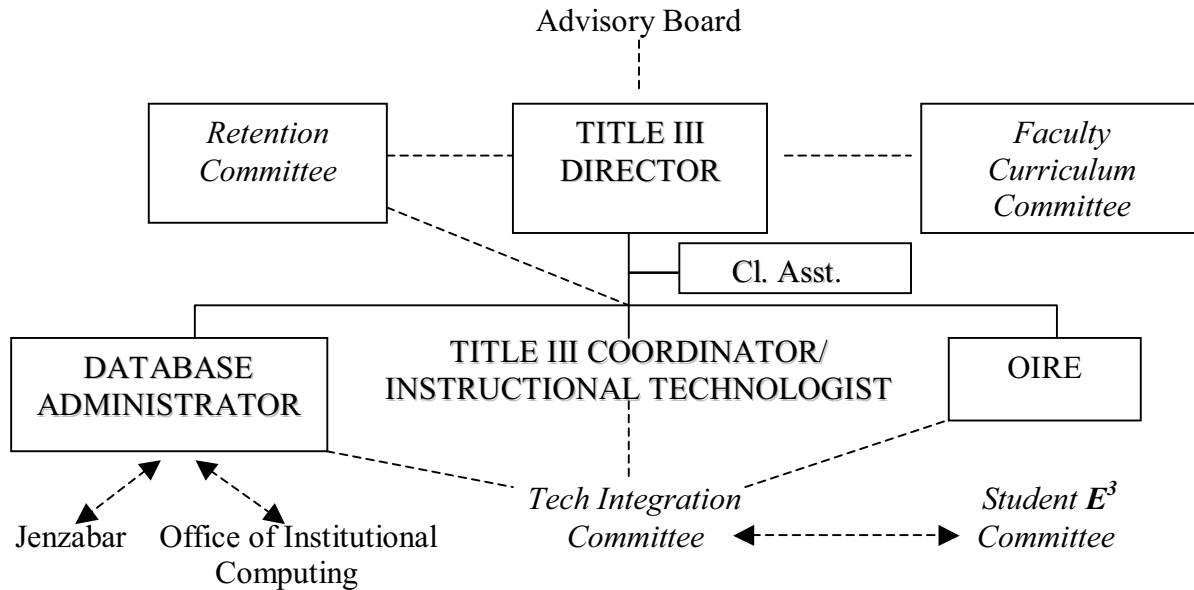 Advisory Board
Retention
Committee
TITLE III
DIRECTOR
Faculty
Curriculum
Committee
Cl. Asst.
DATABASE
ADMINISTRATOR
TITLE III COORDINATOR/
INSTRUCTIONAL TECHNOLOGIST
OIRE
Jenzabar
Office of Institutional
Computing
Tech Integration
Committee
Student E³
Committee